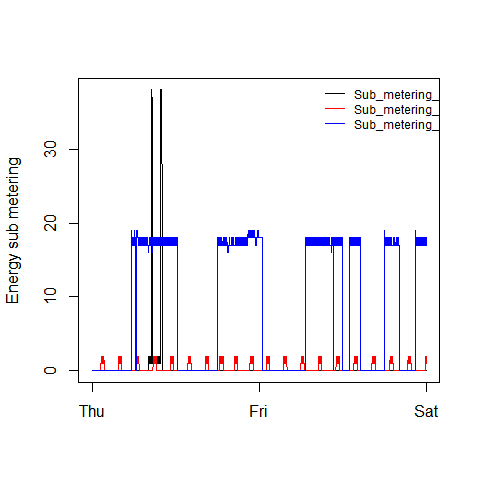 Sub_metering_
Sub_metering_
Sub_metering_
Energy sub metering
30
20
10
0
Thu Fri Sat